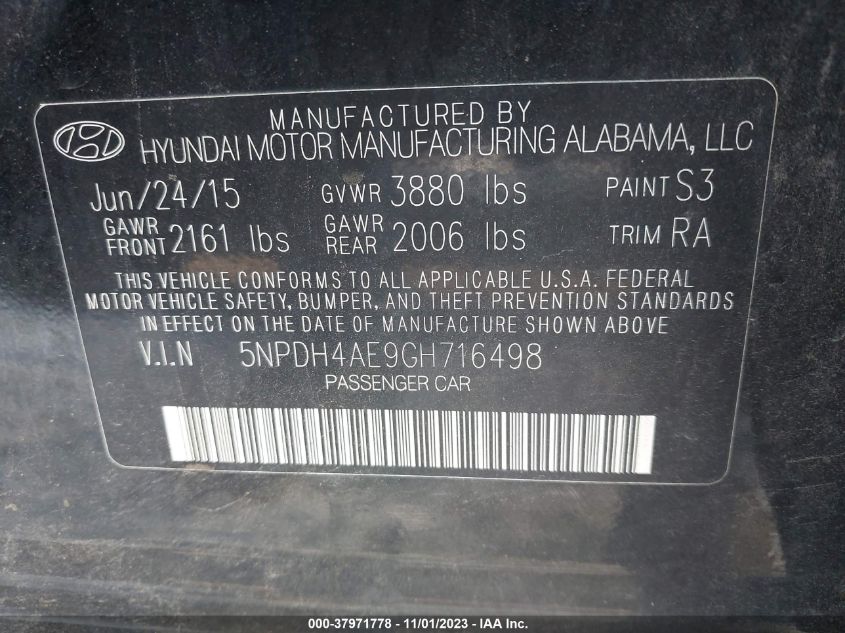 MANUFACTURED BY
HYUNDAI MOTOR MANUFACTURING ALABAMA, LLC
Jun/24/15 GVWR 3880 lbs PAINT S3
GAWR FRONT 2161 lbs GAWR REAR 2006 lbs TRIM RA
THIS VEHICLE CONFORMS TO ALL APPLICABLE U.S.A. FEDERAL
MOTOR VEHICLE SAFETY, BUMPER, AND THEFT PREVENTION STANDARDS
IN EFFECT ON THE DATE OF MANUFACTURE SHOWN ABOVE
V.I.N 5NPDH4AE9GH716498
PASSENGER CAR
000-37971778 - 11/01/2023 - IAAI.COM